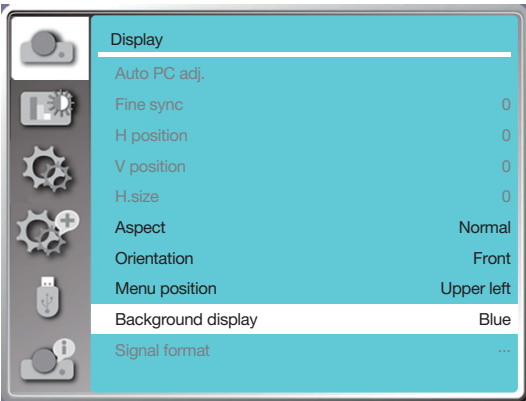 Display
Auto PC adj.
Fine sync 0
H position 0
V position 0
H.size 0
Aspect Normal
Orientation Front
Menu position Upper left
Background display Blue
Signal format ...